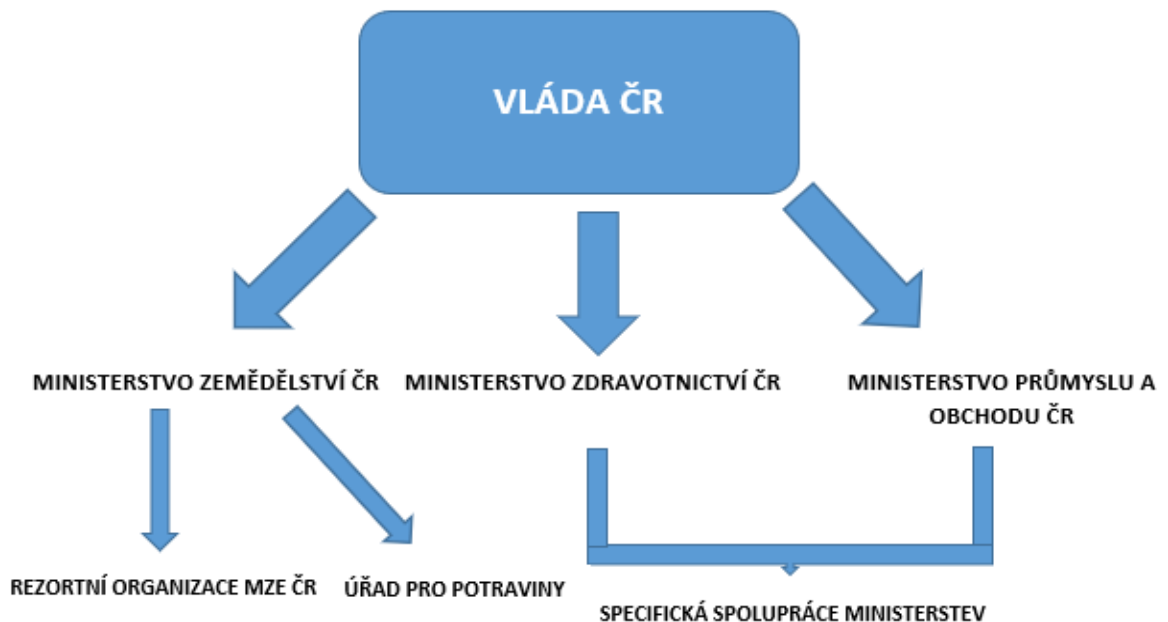 VLÁDA ČR
MINISTERSTVO ZEMĚDĚLSTVÍ ČR
MINISTERSTVO ZDRAVOTNICTVÍ ČR
MINISTERSTVO PRŮMYSLU A
OBCHODU ČR
REZORTNÍ ORGANIZACE MZE ČR
ÚŘAD PRO POTRAVINY
SPECIFICKÁ SPOLUPRÁCE MINISTERSTEV